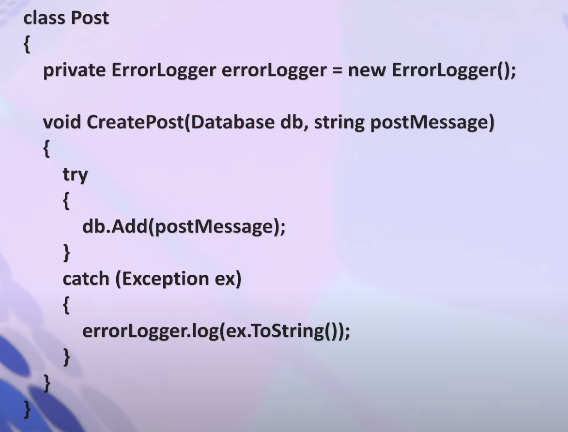 class Post
{
private ErrorLogger errorLogger = new ErrorLogger();
void CreatePost(Database db, string postMessage)
{
try
{
db.Add(postMessage);
}
catch (Exception ex)
{
errorLogger.log(ex.ToString());
}
}
}